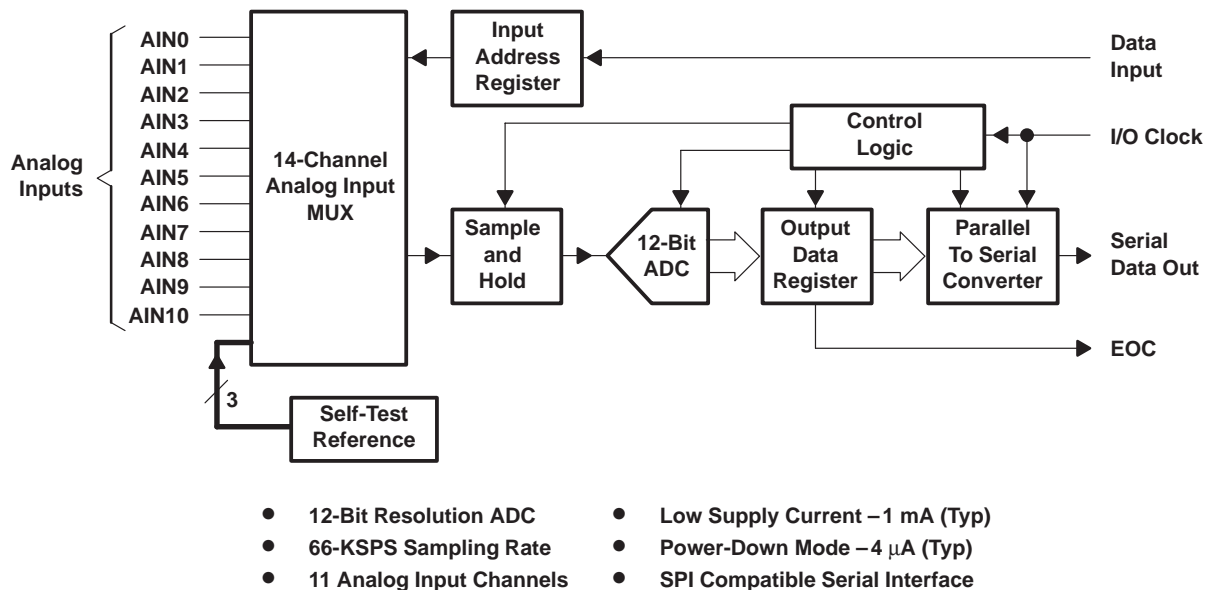 Analog
Inputs
AIN0
AIN1
AIN2
AIN3
AIN4
AIN5
AIN6
AIN7
AIN8
AIN9
AIN10
14-Channel
Analog Input
MUX
Input
Address
Register
Data
Input
Control
Logic
I/O Clock
Sample
and
Hold
12-Bit
ADC
Output
Data
Register
Parallel
To Serial
Converter
Serial
Data Out
EOC
3
Self-Test
Reference
● 12-Bit Resolution ADC
● 66-KSPS Sampling Rate
● 11 Analog Input Channels
● Low Supply Current – 1 mA (Typ)
● Power-Down Mode – 4 μA (Typ)
● SPI Compatible Serial Interface